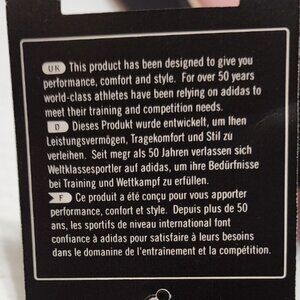 UK This product has been designed to give you
performance, comfort and style. For over 50 years
world-class athletes have been relying on adidas to
meet their training and competition needs.
D Dieses Produkt wurde entwickelt, um Ihen
Leistungsvermögen, Tragekomfort und Stil zu
verleihen. Seit megr als 50 Jahren verlassen sich
Weltklassesportler auf adidas, um ihre Bedürfnisse
bei Training und Wettkampf zu erfüllen.
F Ce produit a été conçu pour vous apporter
performance, confort et style. Depuis plus de 50
ans, les sportifs de niveau international font
confiance à adidas pour satisfaire à leurs besoins
dans le domaine de l'entrainement et la compétition.